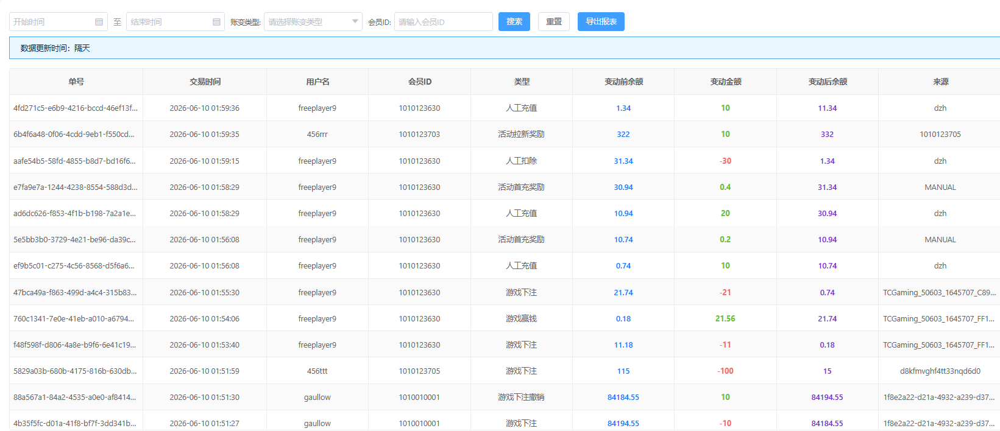 开始时间 至 结束时间 账变类型: 请选择账变类型 会员ID: 请输入会员ID 搜索 重置 导出报表
数据更新时间：隔天
单号 交易时间 用户名 会员ID 类型 变动前余额 变动金额 变动后余额 来源
4fd271c5-e6b9-4216-bccd-46ef13f... 2026-06-10 01:59:36 freeplayer9 1010123630 人工充值 1.34 10 11.34 dzh
6b4f6a48-0f06-4cdd-9eb1-f550cd... 2026-06-10 01:59:35 456rrr 1010123703 活动拉新奖励 322 10 332 1010123705
aafe54b5-58fd-4855-b8d7-bd16f6... 2026-06-10 01:59:15 freeplayer9 1010123630 人工扣除 31.34 -30 1.34 dzh
e7fa9e7a-1244-4238-8554-588d3d... 2026-06-10 01:58:29 freeplayer9 1010123630 活动首充奖励 30.94 0.4 31.34 MANUAL
ad6dc626-f853-4f1b-b198-7a2a1e... 2026-06-10 01:58:29 freeplayer9 1010123630 人工充值 10.94 20 30.94 dzh
5e5bb3b0-3729-4e21-be96-da39c... 2026-06-10 01:56:08 freeplayer9 1010123630 活动首充奖励 10.74 0.2 10.94 MANUAL
ef9b5c01-c275-4c56-8568-d5f6a6... 2026-06-10 01:56:08 freeplayer9 1010123630 人工充值 0.74 10 10.74 dzh
47bca49a-f863-499d-a4c4-315b83... 2026-06-10 01:55:30 freeplayer9 1010123630 游戏下注 21.74 -21 0.74 TCGaming_50603_1645707_C89...
760c1341-7e0e-41eb-a010-a6794... 2026-06-10 01:54:06 freeplayer9 1010123630 游戏赢钱 0.18 21.56 21.74 TCGaming_50603_1645707_FF1...
f48f598f-d806-4a8e-b9f6-6e41c19... 2026-06-10 01:53:40 freeplayer9 1010123630 游戏下注 11.18 -11 0.18 TCGaming_50603_1645707_FF1...
5829a03b-680b-4175-816b-630db... 2026-06-10 01:51:59 456ttt 1010123705 游戏下注 115 -100 15 d8kfmvghf4tt33nqd6d0
88a567a1-84a2-4535-a0e0-af8414... 2026-06-10 01:51:30 gaullow 1010010001 游戏下注撤销 84184.55 10 84194.55 1f8e2a22-d21a-4932-a239-d37...
4b35f5fc-d01a-41f8-bf7f-3dd341b... 2026-06-10 01:51:27 gaullow 1010010001 游戏下注 84194.55 -10 84184.55 1f8e2a22-d21a-4932-a239-d37...